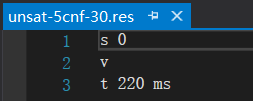 unsat-5cnf-30.res
1 s 0
2 v
3 t 220 ms